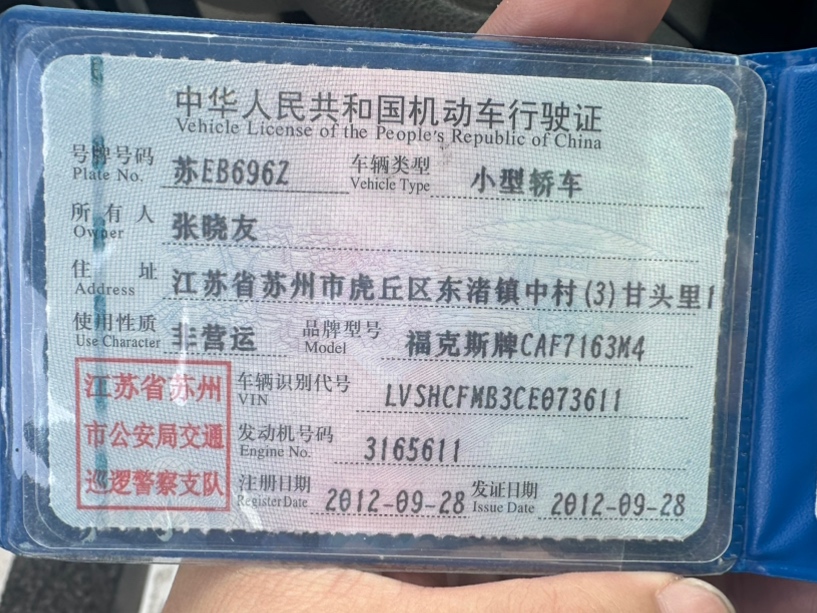 中华人民共和国机动车行驶证
Vehicle License of the People's Republic of China
号牌号码 苏EB696Z 车辆类型 小型轿车
Plate No. Vehicle Type
所有人 张晓友
Owner
住址 江苏省苏州市虎丘区东渚镇中村(3)甘头里1
Address
使用性质 非营运 品牌型号 福克斯牌CAF7163M4
Use Character Model
江苏省苏州
市公安局交通
巡逻警察支队
车辆识别代号 LVSHCFMB3CE073611
VIN
发动机号码 3165611
Engine No.
注册日期 2012-09-28 发证日期 2012-09-28
Register Date Issue Date